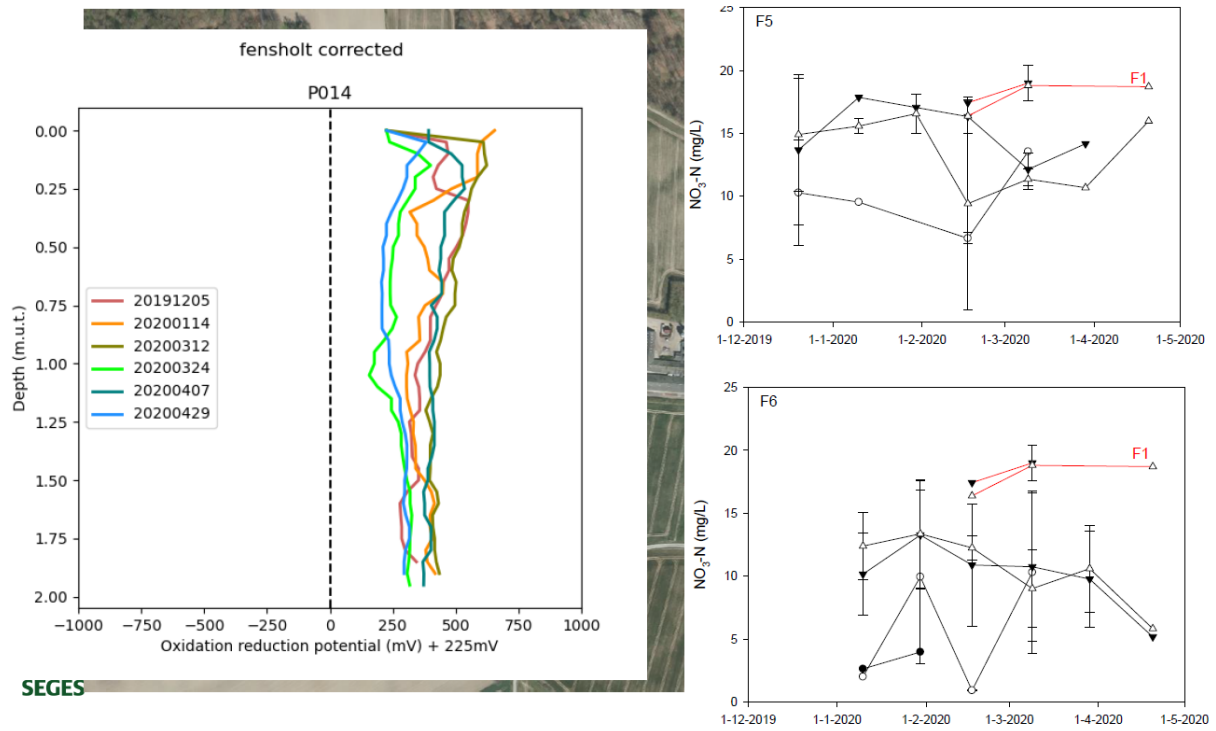 fensholt corrected
P014
0.00
0.25
0.50
0.75
1.00
1.25
1.50
1.75
2.00
Depth (m.u.t.)
20191205
20200114
20200312
20200324
20200407
20200429
−1000 −750 −500 −250 0 250 500 750 1000
Oxidation reduction potential (mV) + 225mV
SEGES
F5
F1
25
20
15
10
5
0
NO3-N (mg/L)
1-12-2019 1-1-2020 1-2-2020 1-3-2020 1-4-2020 1-5-2020
F6
F1
25
20
15
10
5
0
NO3-N (mg/L)
1-12-2019 1-1-2020 1-2-2020 1-3-2020 1-4-2020 1-5-2020